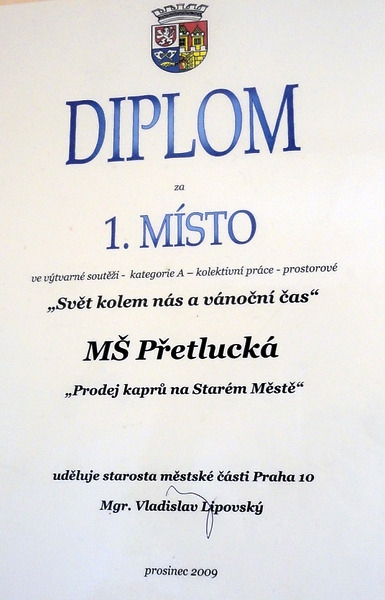 DIPLOM
za
1. MÍSTO
ve výtvarné soutěži - kategorie A – kolektivní práce - prostorové
„Svět kolem nás a vánoční čas“
MŠ Přetlucká
„Prodej kaprů na Starém Městě“
uděluje starosta městské části Praha 10
Mgr. Vladislav Lipovský
prosinec 2009